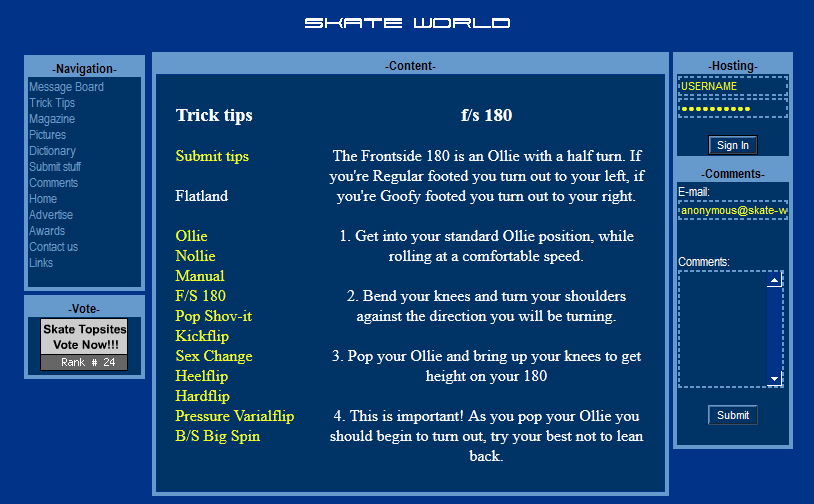 SKATE WORLD
-Navigation-
Message Board
Trick Tips
Magazine
Pictures
Dictionary
Submit stuff
Comments
Home
Advertise
Awards
Contact us
Links
-Vote-
Skate Topsites
Vote Now!!!
Rank # 24
-Content-
Trick tips
Submit tips
Flatland
Ollie
Nollie
Manual
F/S 180
Pop Shov-it
Kickflip
Sex Change
Heelflip
Hardflip
Pressure Varialflip
B/S Big Spin
f/s 180
The Frontside 180 is an Ollie with a half turn. If
you're Regular footed you turn out to your left, if
you're Goofy footed you turn out to your right.
1. Get into your standard Ollie position, while
rolling at a comfortable speed.
2. Bend your knees and turn your shoulders
against the direction you will be turning.
3. Pop your Ollie and bring up your knees to get
height on your 180
4. This is important! As you pop your Ollie you
should begin to turn out, try your best not to lean
back.
-Hosting-
USERNAME
●●●●●●●●●●
Sign In
-Comments-
E-mail:
anonymous@skate-w
Comments:
Submit